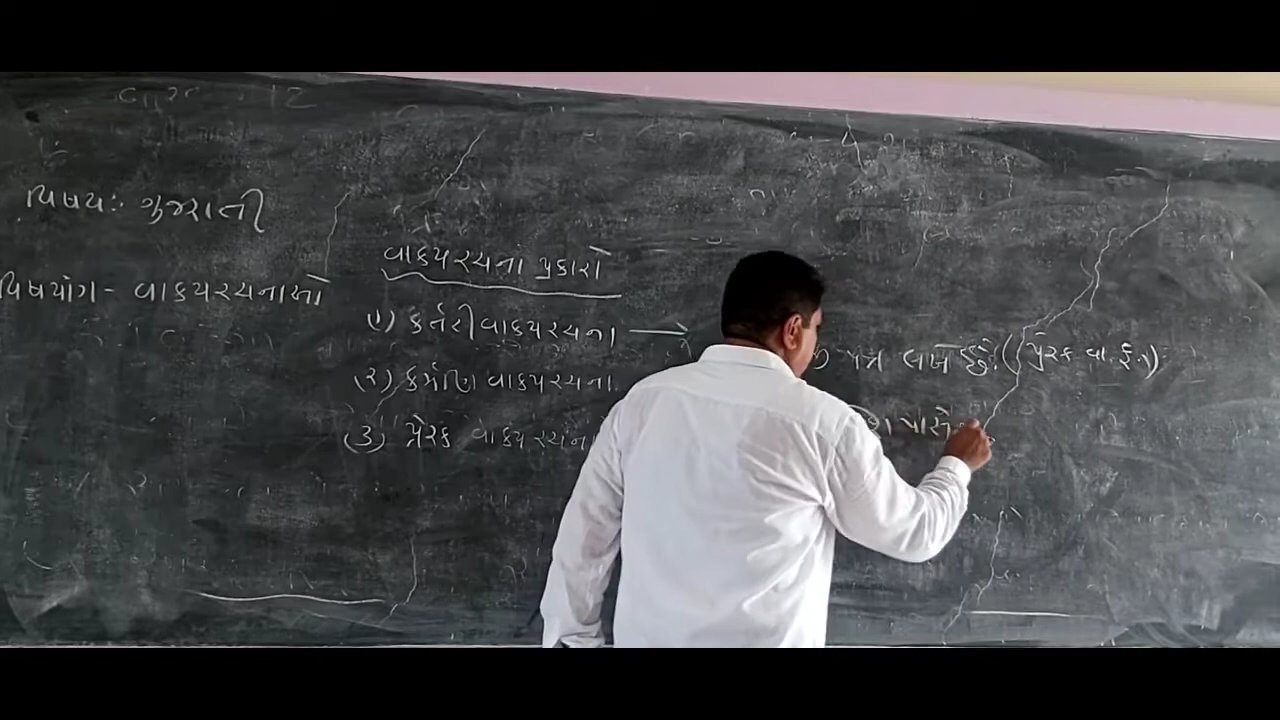 વિષય: ગુજરાતી
વિષયાંગ - વાક્યરચનાઓ
વાક્યરચના પ્રકારો
(૧) કર્તરી વાક્યરચના →
(૨) કર્મણિ વાક્યરચના
(૩) પ્રેરક વાક્યરચના
પત્ર લખે છે. (પ્રેરક વા. ફે.)
પાસે